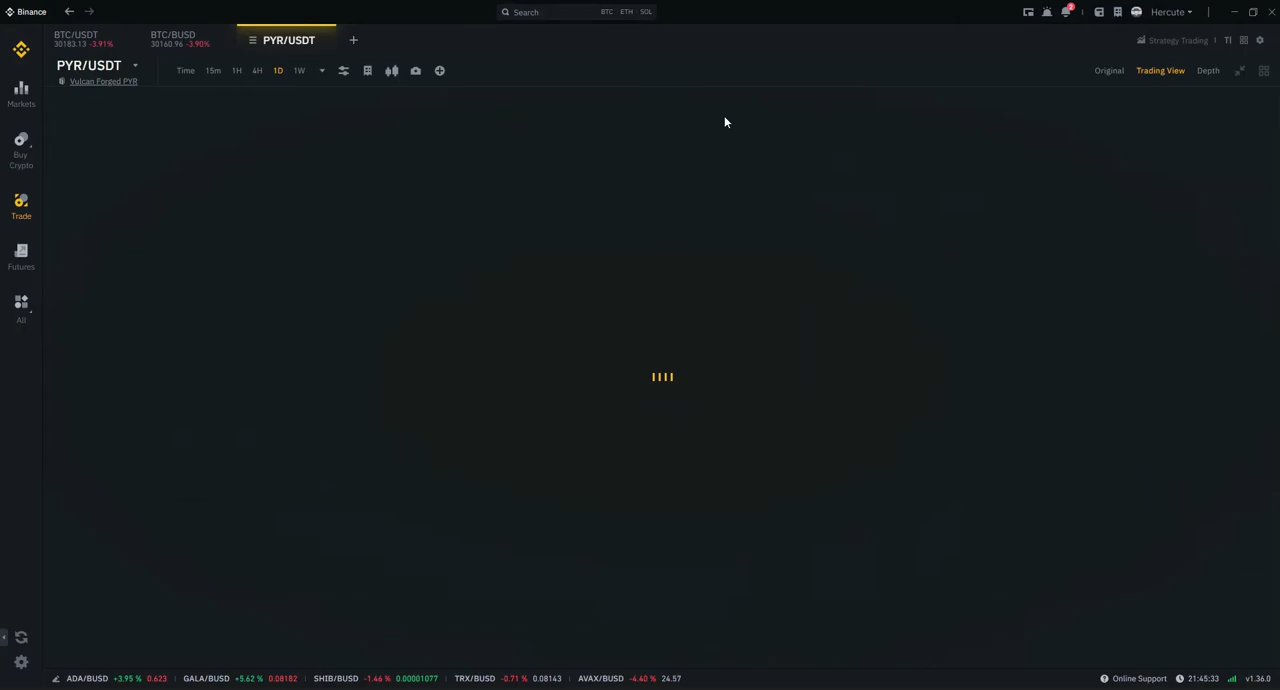 Binance
Search BTC ETH SOL
2
Hercute
BTC/USDT
30183.13 -3.91%
BTC/BUSD
30160.96 -3.90%
PYR/USDT
Strategy Trading
PYR/USDT
Vulcan Forged PYR
Time 15m 1H 4H 1D 1W
Original Trading View Depth
Markets
Buy
Crypto
Trade
Futures
All
ADA/BUSD +3.95 % 0.623 GALA/BUSD +5.62 % 0.08182 SHIB/BUSD -1.46 % 0.00001077 TRX/BUSD -0.71 % 0.08143 AVAX/BUSD -4.40 % 24.57
Online Support 21:45:33 v1.36.0